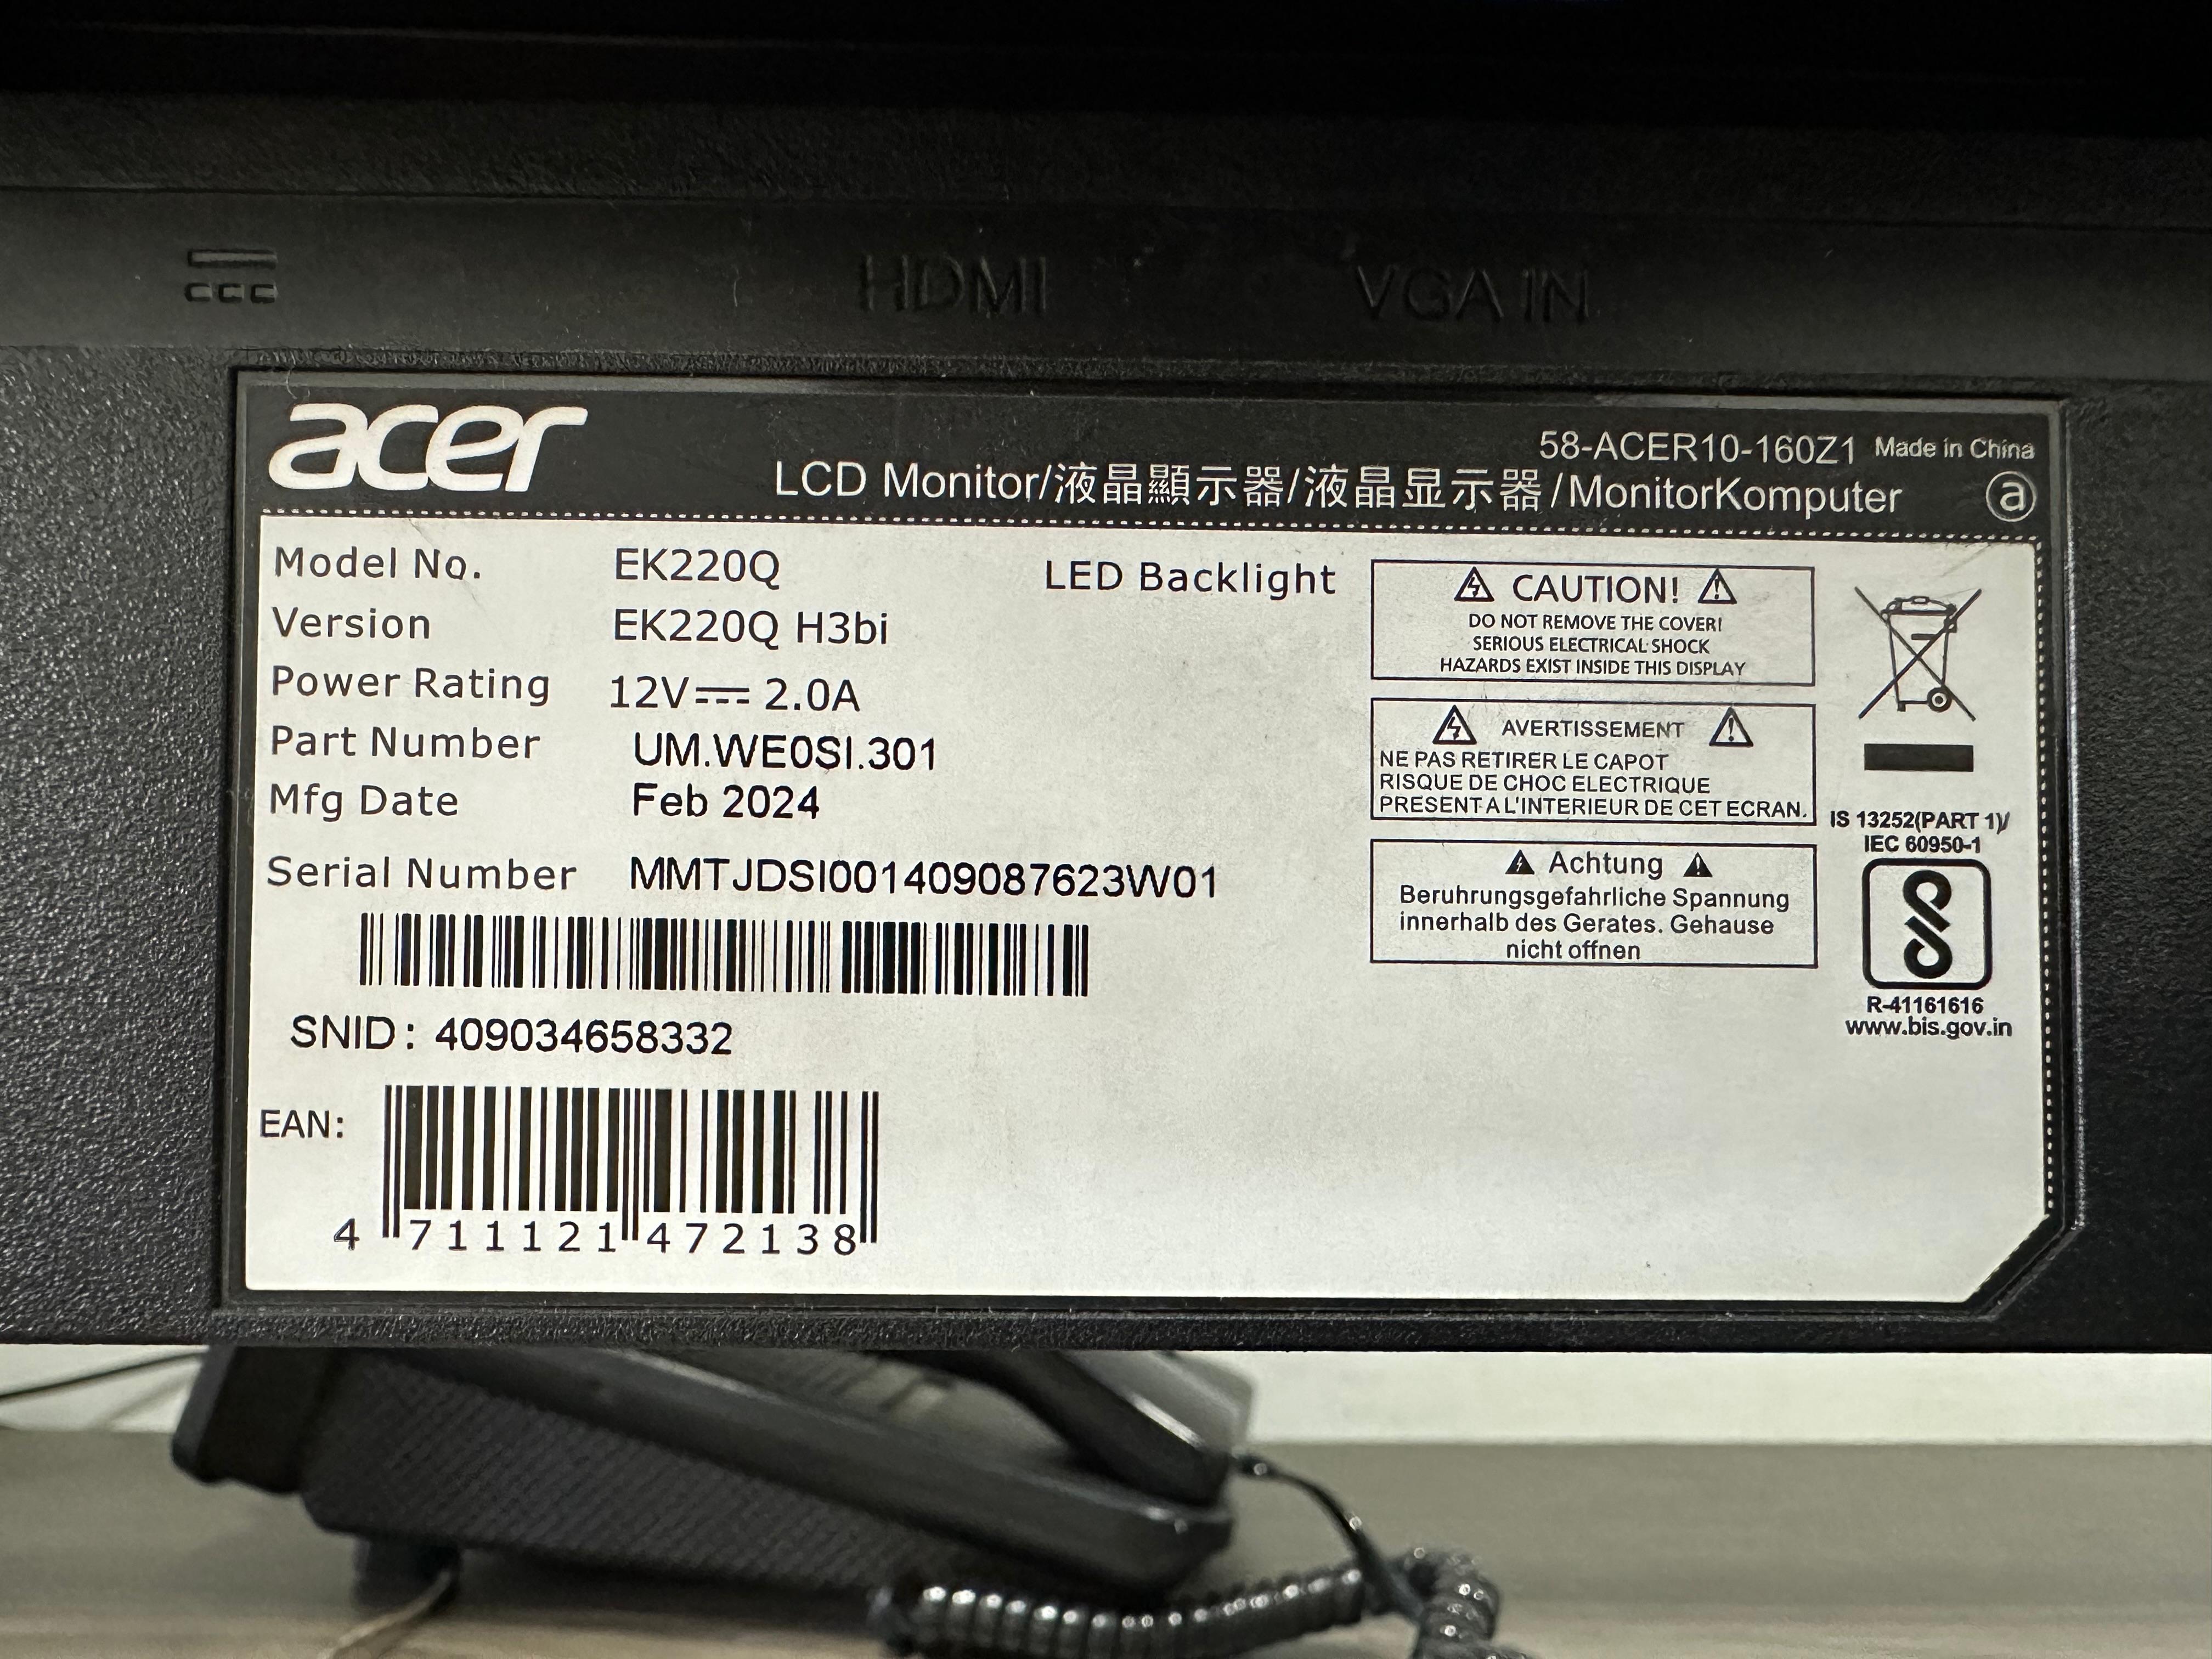 HDMI
VGA IN
acer
58-ACER10-160Z1 Made in China
LCD Monitor/液晶顯示器/液晶显示器/MonitorKomputer ⓐ
Model No. EK220Q LED Backlight
Version EK220Q H3bi
Power Rating 12V⎓ 2.0A
Part Number UM.WE0SI.301
Mfg Date Feb 2024
Serial Number MMTJDSI001409087623W01
SNID: 409034658332
EAN:
4 711121 472138
CAUTION!
DO NOT REMOVE THE COVER!
SERIOUS ELECTRICAL SHOCK
HAZARDS EXIST INSIDE THIS DISPLAY
AVERTISSEMENT
NE PAS RETIRER LE CAPOT
RISQUE DE CHOC ELECTRIQUE
PRESENT A L'INTERIEUR DE CET ECRAN.
Achtung
Beruhrungsgefahrliche Spannung
innerhalb des Gerates. Gehause
nicht offnen
IS 13252(PART 1)/
IEC 60950-1
R-41161616
www.bis.gov.in